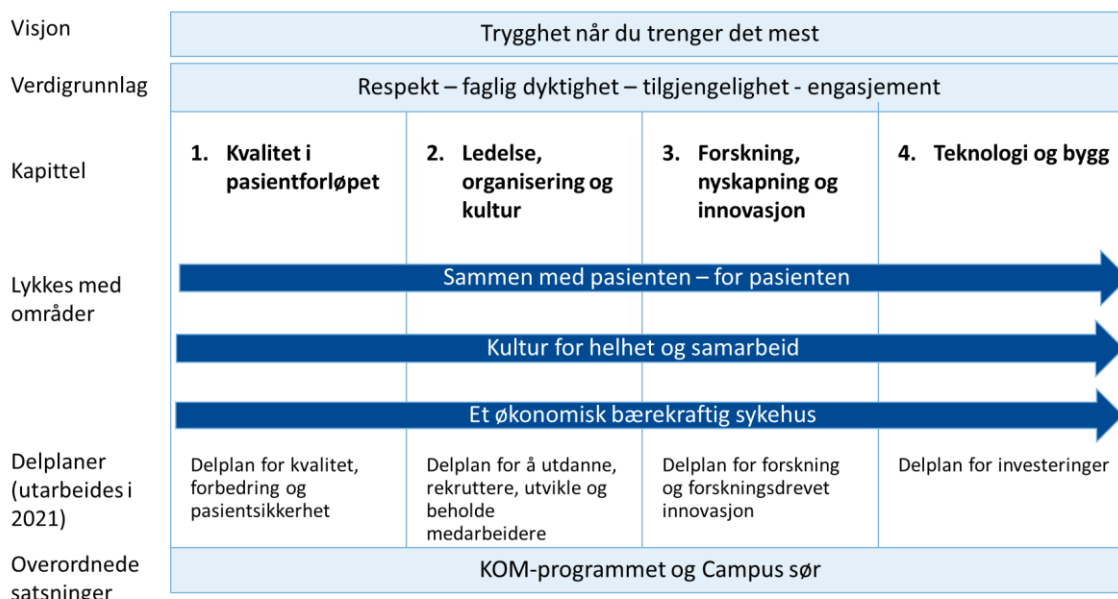 Visjon
Trygghet når du trenger det mest
Verdigrunnlag
Respekt – faglig dyktighet – tilgjengelighet - engasjement
Kapittel
1. Kvalitet i
pasientforløpet
2. Ledelse,
organisering og
kultur
3. Forskning,
nyskapning og
innovasjon
4. Teknologi og bygg
Lykkes med
områder
Sammen med pasienten – for pasienten
Kultur for helhet og samarbeid
Et økonomisk bærekraftig sykehus
Delplaner
(utarbeides i
2021)
Delplan for kvalitet,
forbedring og
pasientsikkerhet
Delplan for å utdanne,
rekruttere, utvikle og
beholde
medarbeidere
Delplan for forskning
og forskningsdrevet
innovasjon
Delplan for investeringer
Overordnede
satsninger
KOM-programmet og Campus sør